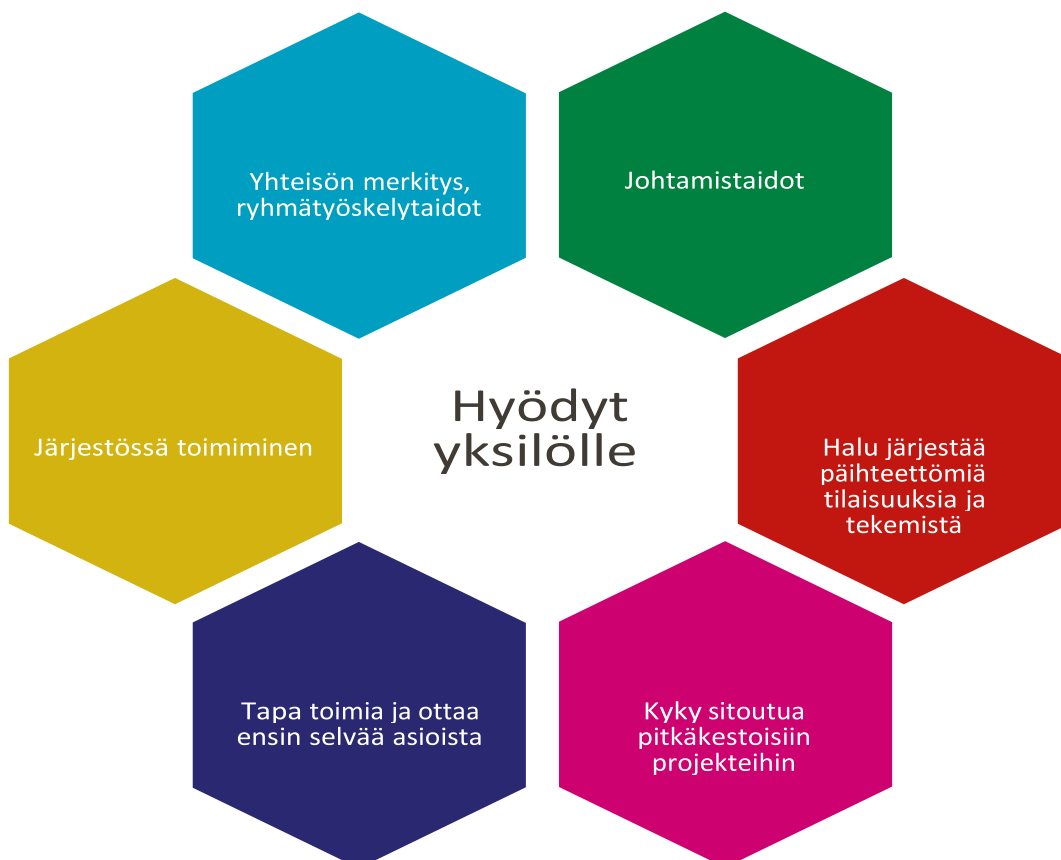 Yhteisön merkitys,
ryhmätyöskelytaidot
Johtamistaidot
Hyödyt
yksilölle
Järjestössä toimiminen
Halu järjestää
päihteettömiä
tilaisuuksia ja
tekemistä
Tapa toimia ja ottaa
ensin selvää asioista
Kyky sitoutua
pitkäkestoisiin
projekteihin